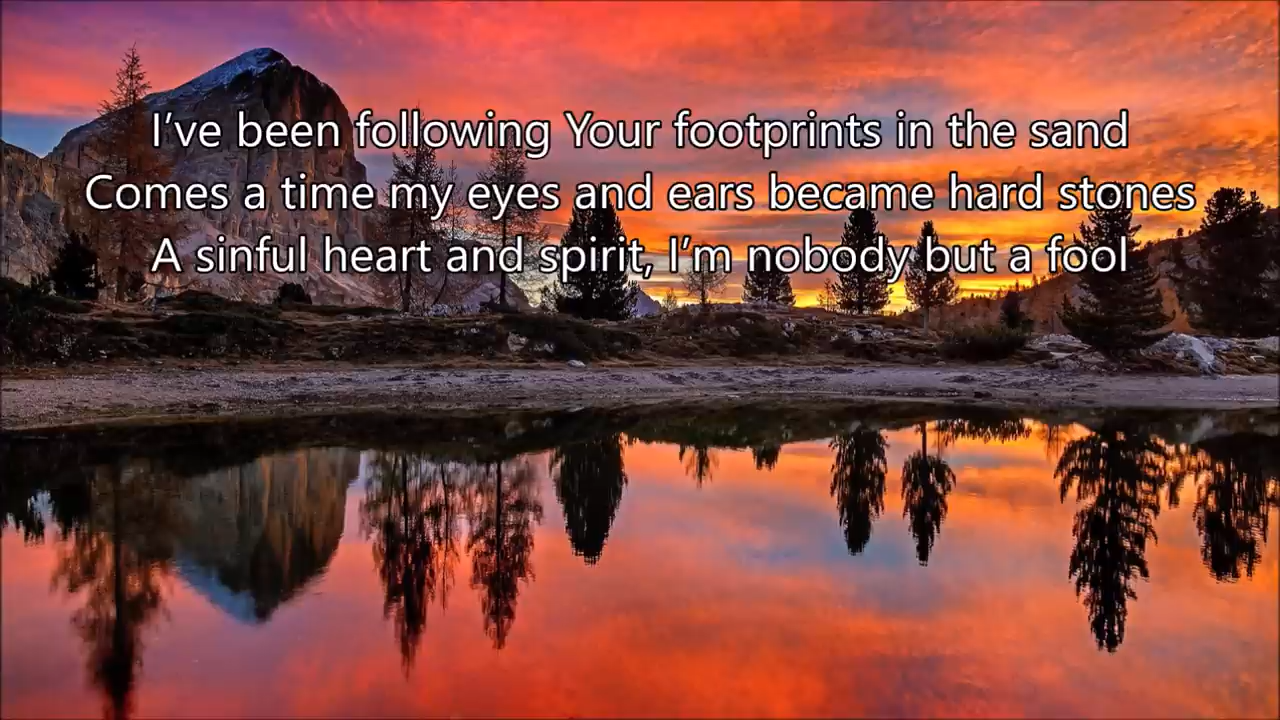 I’ve been following Your footprints in the sand
Comes a time my eyes and ears became hard stones
A sinful heart and spirit, I’m nobody but a fool